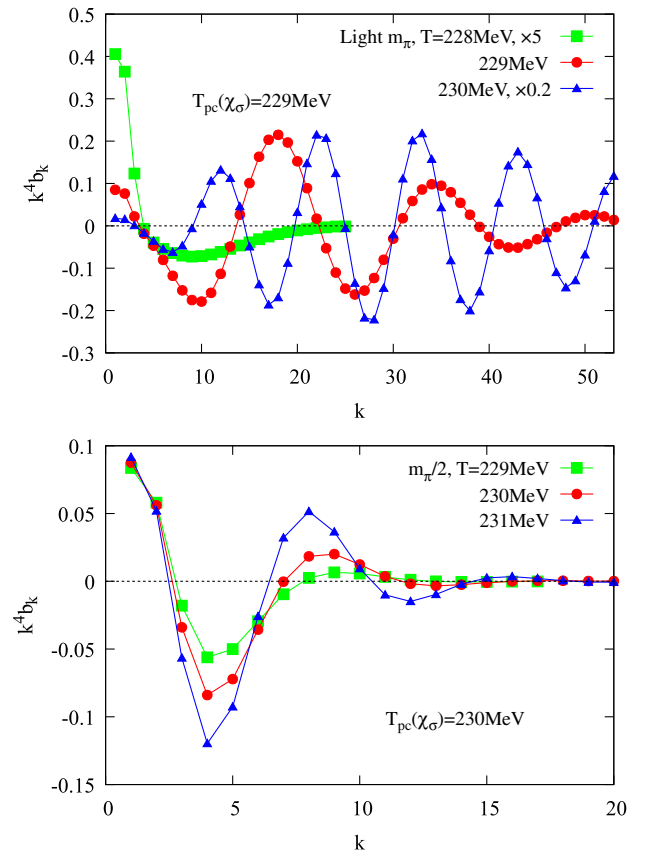 0.5
0.4
0.3
0.2
0.1
0
-0.1
-0.2
-0.3
k⁴bₖ
Light m_π, T=228MeV, ×5
229MeV
230MeV, ×0.2
T_pc(χ_σ)=229MeV
0 10 20 30 40 50
k
0.1
0.05
0
-0.05
-0.1
-0.15
k⁴bₖ
m_π/2, T=229MeV
230MeV
231MeV
T_pc(χ_σ)=230MeV
0 5 10 15 20
k